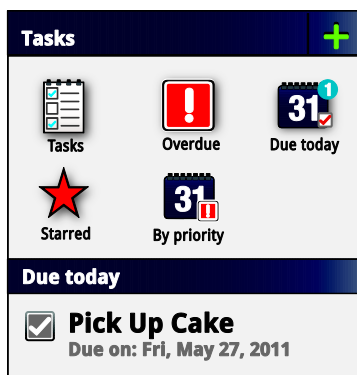 Tasks
Tasks
Overdue
31
1
Due today
Starred
31
By priority
Due today
Pick Up Cake
Due on: Fri, May 27, 2011